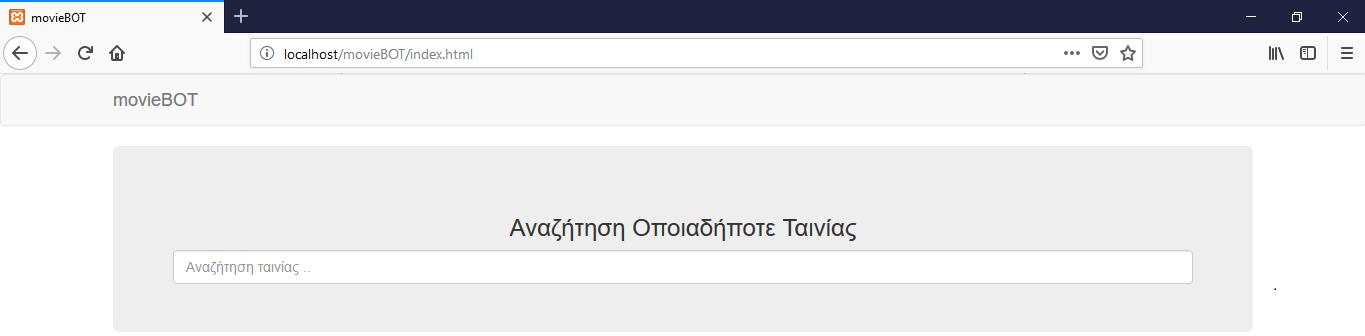 movieBOT
localhost/movieBOT/index.html
movieBOT
Αναζήτηση Οποιαδήποτε Ταινίας
Αναζήτηση ταινίας ..
.